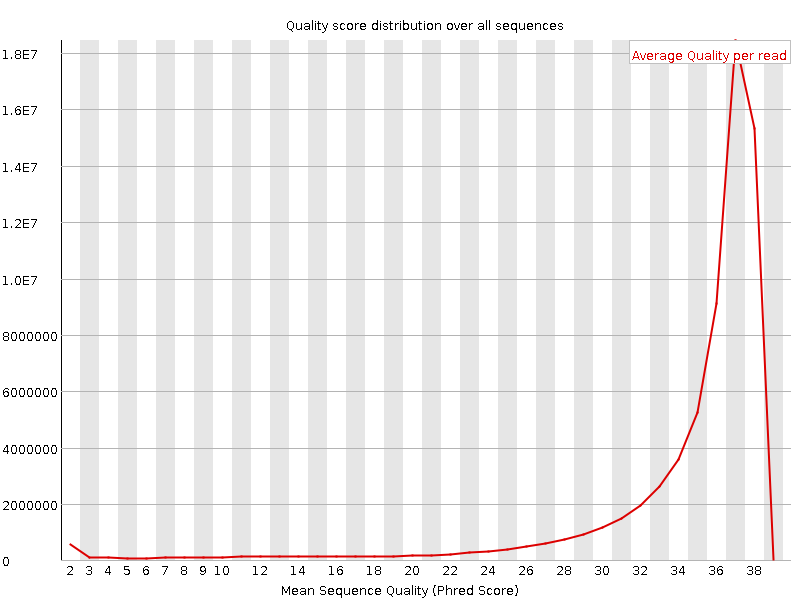 Quality score distribution over all sequences
Average Quality per read
1.8E7
1.6E7
1.4E7
1.2E7
1.0E7
8000000
6000000
4000000
2000000
0
2 3 4 5 6 7 8 9 10 12 14 16 18 20 22 24 26 28 30 32 34 36 38
Mean Sequence Quality (Phred Score)